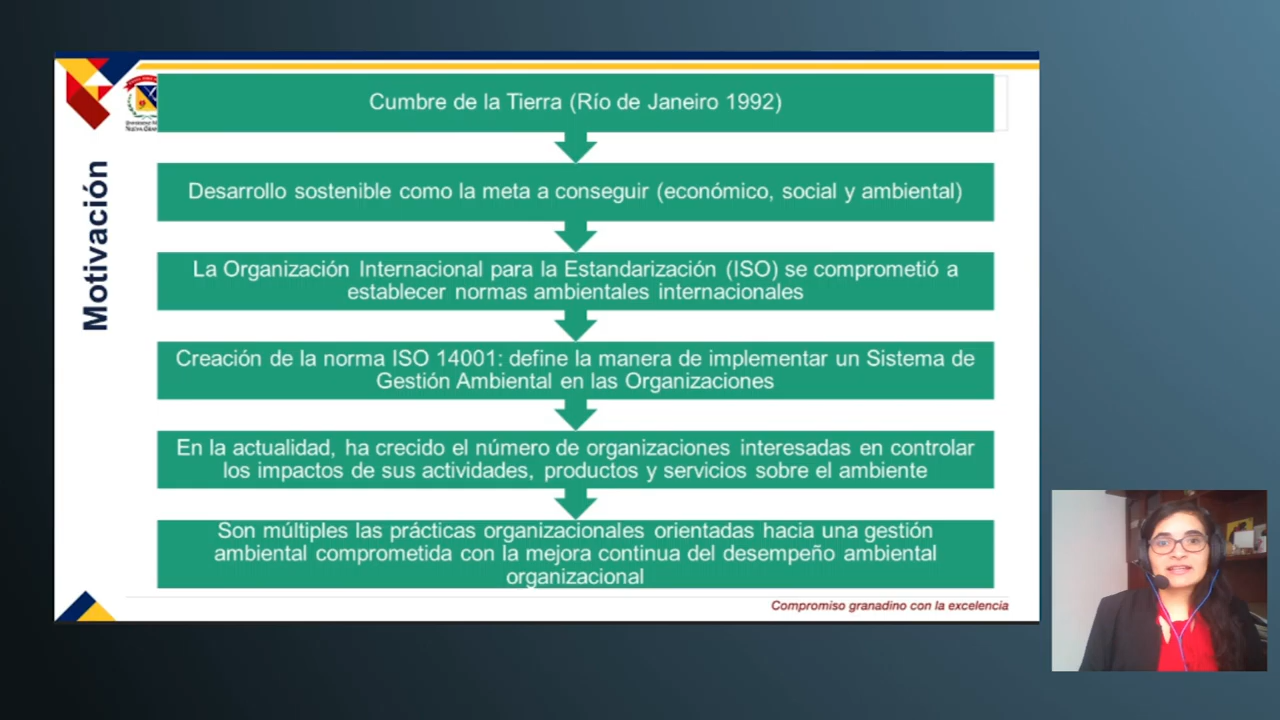 Cumbre de la Tierra (Río de Janeiro 1992)
Motivación
Desarrollo sostenible como la meta a conseguir (económico, social y ambiental)
La Organización Internacional para la Estandarización (ISO) se comprometió a
establecer normas ambientales internacionales
Creación de la norma ISO 14001: define la manera de implementar un Sistema de
Gestión Ambiental en las Organizaciones
En la actualidad, ha crecido el número de organizaciones interesadas en controlar
los impactos de sus actividades, productos y servicios sobre el ambiente
Son múltiples las prácticas organizacionales orientadas hacia una gestión
ambiental comprometida con la mejora continua del desempeño ambiental
organizacional
Compromiso granadino con la excelencia